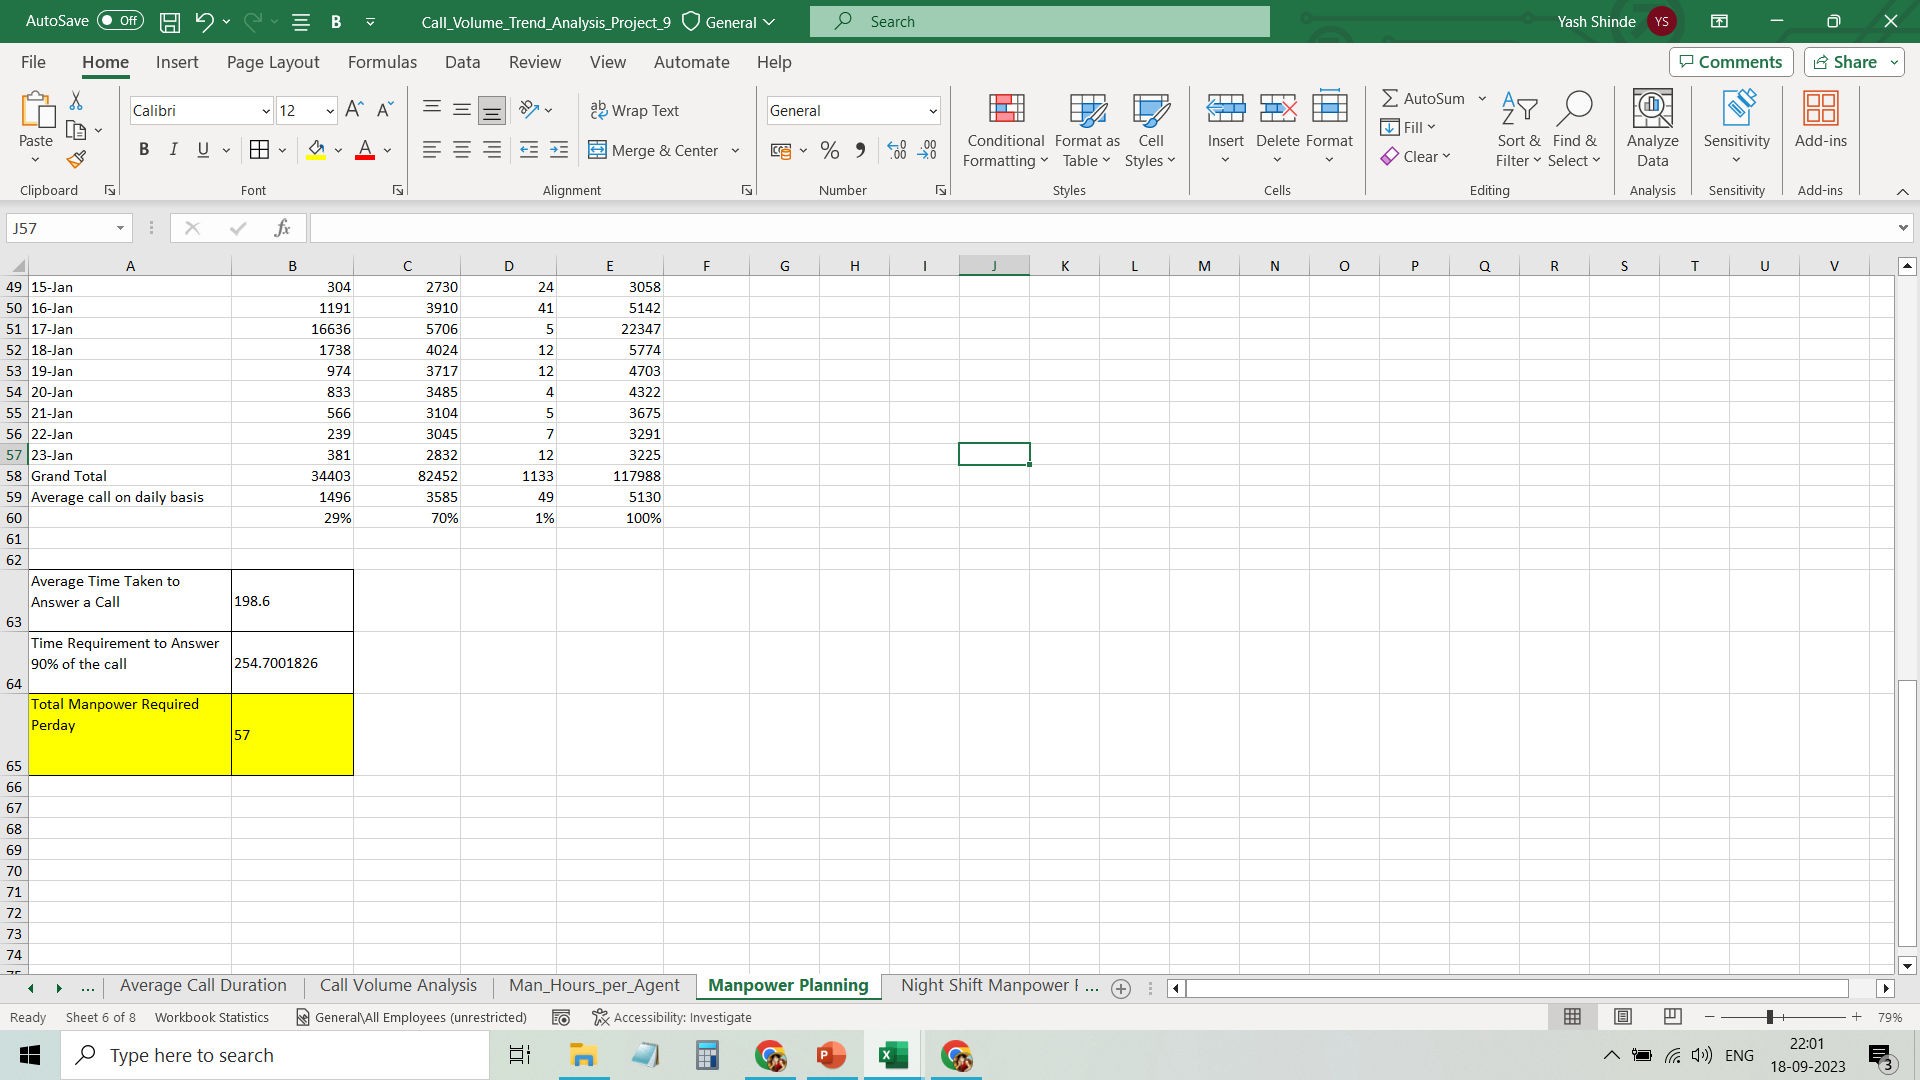 AutoSave Off B Call_Volume_Trend_Analysis_Project_9 General Search Yash Shinde YS
File Home Insert Page Layout Formulas Data Review View Automate Help Comments Share
Calibri 12 A A ab Wrap Text General AutoSum
Paste Conditional Format as Cell Insert Delete Format Fill Sort & Find & Analyze Sensitivity Add-ins
B I U A Merge & Center % Formatting Table Styles Clear Filter Select Data
Clipboard Font Alignment Number Styles Cells Editing Analysis Sensitivity Add-ins
J57 fx
A B C D E F G H I J K L M N O P Q R S T U V
49 15-Jan 304 2730 24 3058
50 16-Jan 1191 3910 41 5142
51 17-Jan 16636 5706 5 22347
52 18-Jan 1738 4024 12 5774
53 19-Jan 974 3717 12 4703
54 20-Jan 833 3485 4 4322
55 21-Jan 566 3104 5 3675
56 22-Jan 239 3045 7 3291
57 23-Jan 381 2832 12 3225
58 Grand Total 34403 82452 1133 117988
59 Average call on daily basis 1496 3585 49 5130
60 29% 70% 1% 100%
61
62
Average Time Taken to
Answer a Call 198.6
63
Time Requirement to Answer
90% of the call 254.7001826
64
Total Manpower Required
Perday 57
65
66
67
68
69
70
71
72
73
74
... Average Call Duration Call Volume Analysis Man_Hours_per_Agent Manpower Planning Night Shift Manpower ...
Ready Sheet 6 of 8 Workbook Statistics General\All Employees (unrestricted) Accessibility: Investigate 79%
Type here to search ENG 22:01
18-09-2023 3